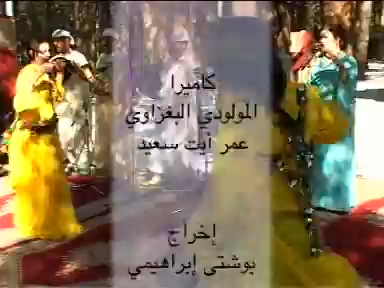 كاميرا
المولودي البغزاوي
عمر أيت سعيد
إخراج
بوشتى إبراهيمي